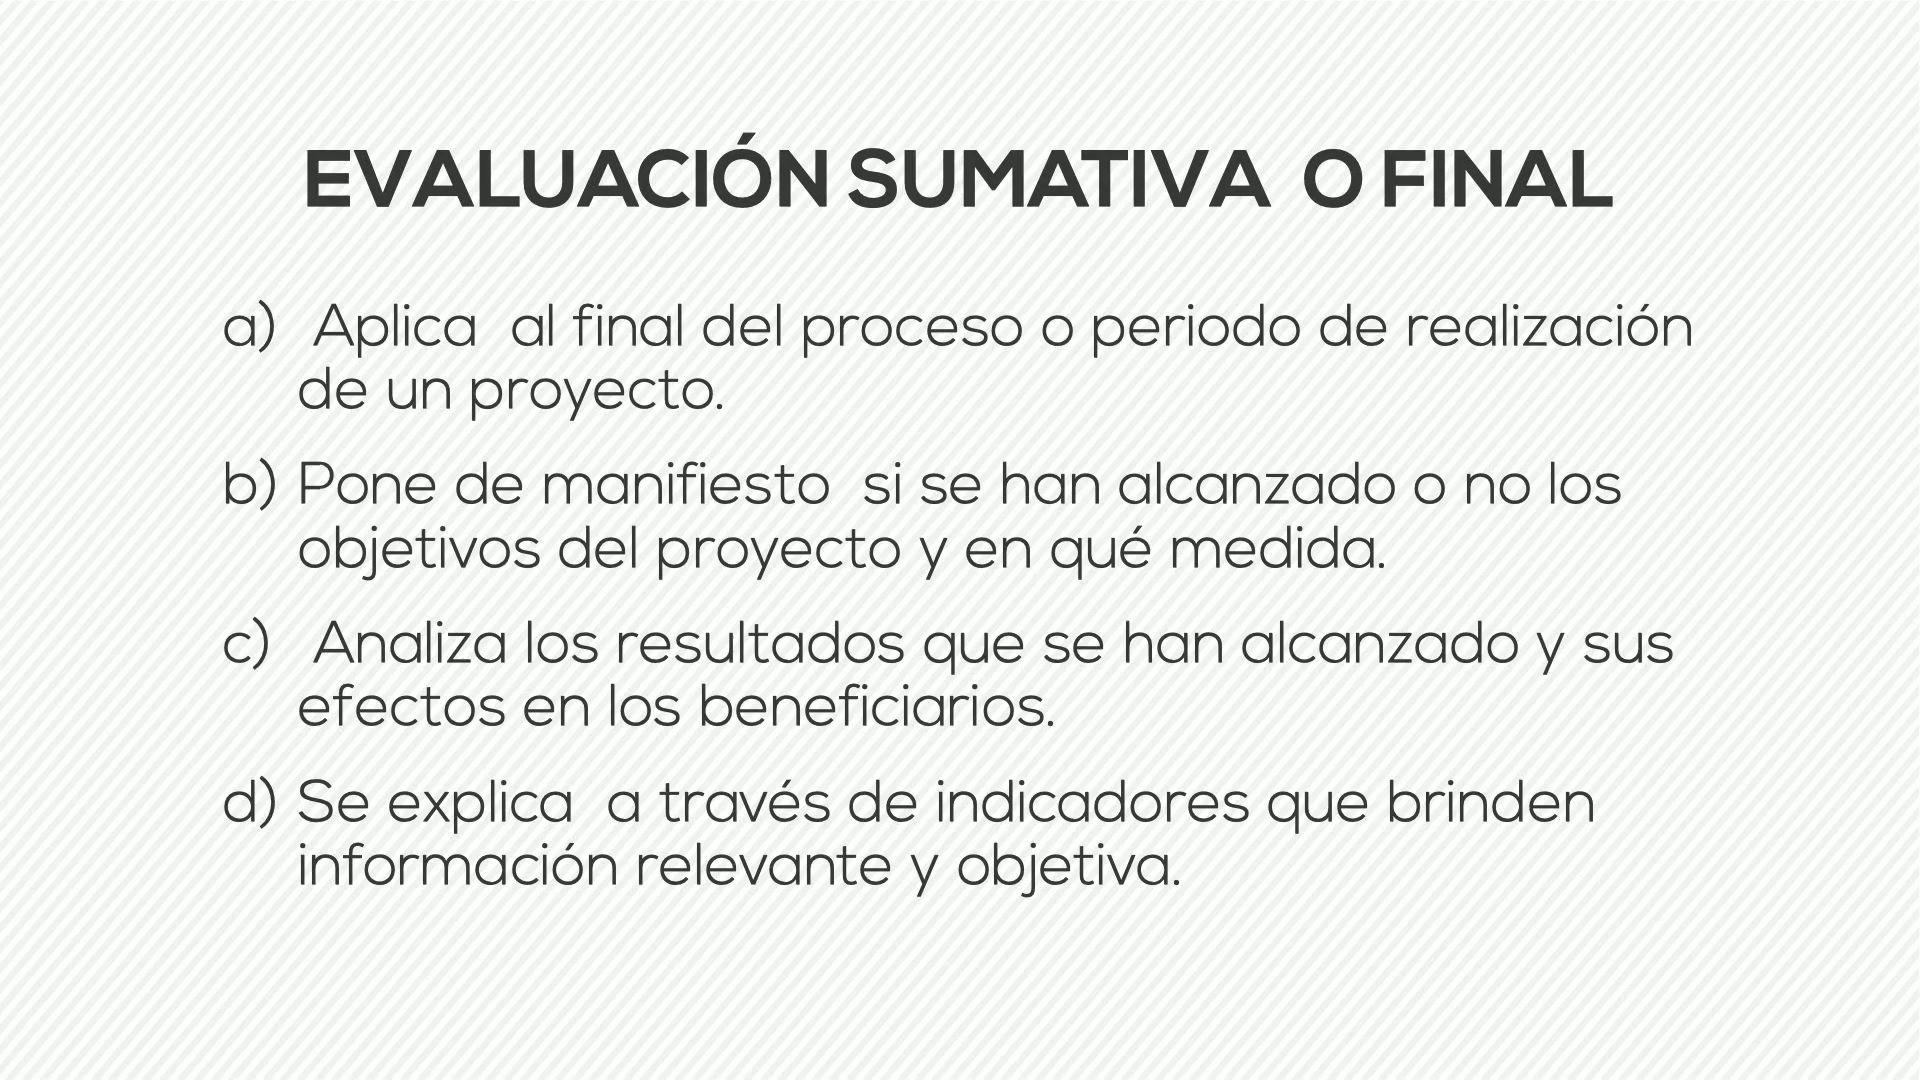 EVALUACIÓN SUMATIVA  O FINAL
a)  Aplica  al final del proceso o periodo de realización
de un proyecto.
b) Pone de manifiesto  si se han alcanzado o no los
objetivos del proyecto y en qué medida.
c)  Analiza los resultados que se han alcanzado y sus
efectos en los beneficiarios.
d) Se explica  a través de indicadores que brinden
información relevante y objetiva.